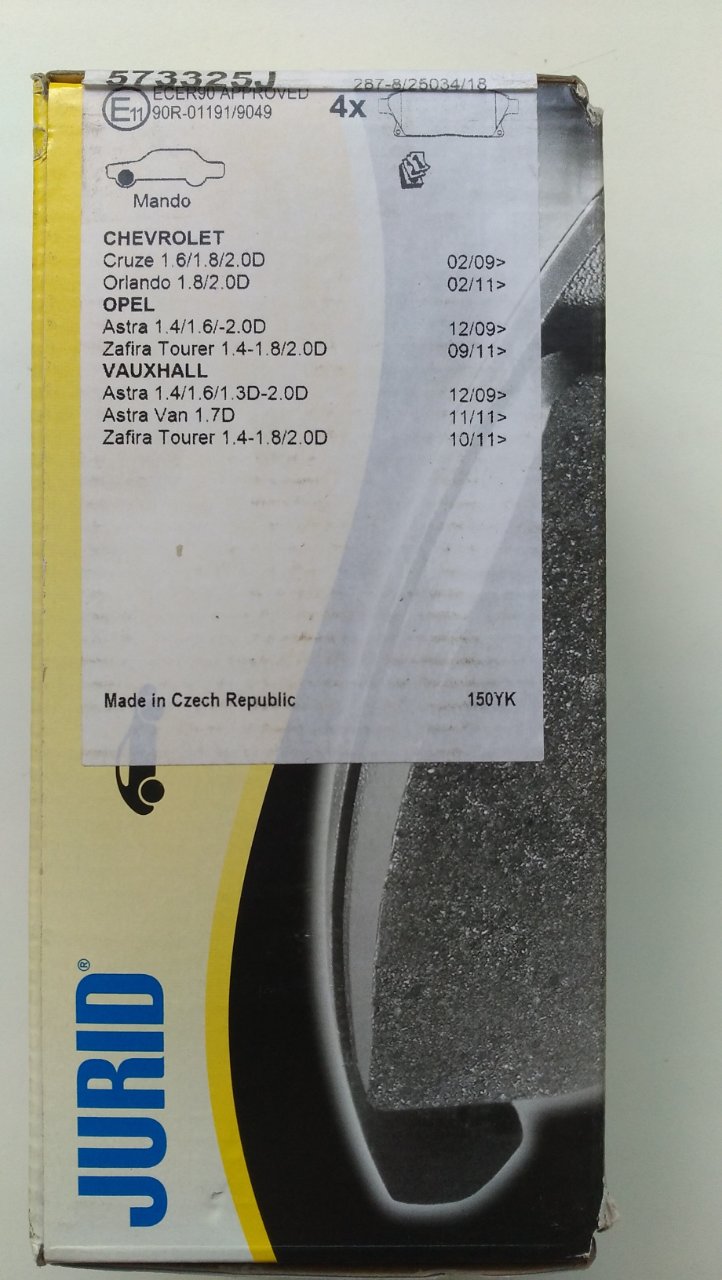 573325J 287-8/25034/18
E11 ECER90 APPROVED 4x
90R-01191/9049
1
Mando
CHEVROLET
Cruze 1.6/1.8/2.0D 02/09>
Orlando 1.8/2.0D 02/11>
OPEL
Astra 1.4/1.6/-2.0D 12/09>
Zafira Tourer 1.4-1.8/2.0D 09/11>
VAUXHALL
Astra 1.4/1.6/1.3D-2.0D 12/09>
Astra Van 1.7D 11/11>
Zafira Tourer 1.4-1.8/2.0D 10/11>
Made in Czech Republic 150YK
JURID®